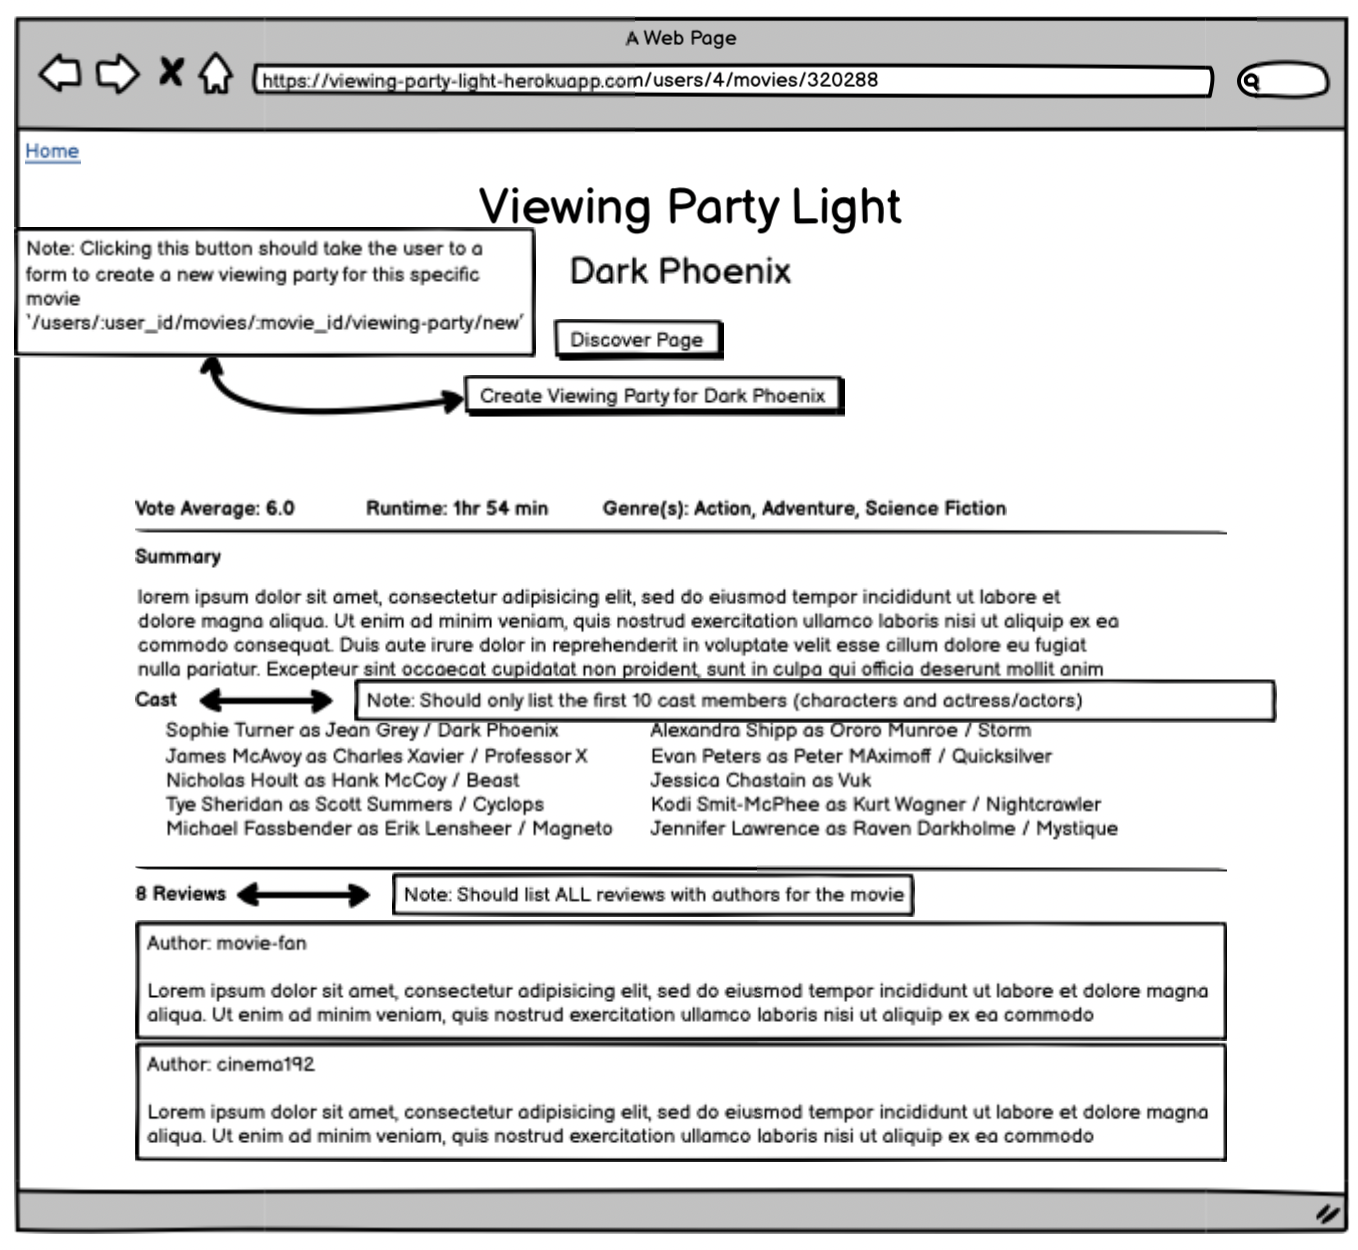 A Web Page
https://viewing-party-light-herokuapp.com/users/4/movies/320288
Home
Viewing Party Light
Note: Clicking this button should take the user to a
form to create a new viewing party for this specific
movie
`/users/:user_id/movies/:movie_id/viewing-party/new'
Dark Phoenix
Discover Page
Create Viewing Party for Dark Phoenix
Vote Average: 6.0 Runtime: 1hr 54 min Genre(s): Action, Adventure, Science Fiction
Summary
lorem ipsum dolor sit amet, consectetur adipisicing elit, sed do eiusmod tempor incididunt ut labore et
dolore magna aliqua. Ut enim ad minim veniam, quis nostrud exercitation ullamco laboris nisi ut aliquip ex ea
commodo consequat. Duis aute irure dolor in reprehenderit in voluptate velit esse cillum dolore eu fugiat
nulla pariatur. Excepteur sint occaecat cupidatat non proident, sunt in culpa qui officia deserunt mollit anim
Cast
Note: Should only list the first 10 cast members (characters and actress/actors)
Sophie Turner as Jean Grey / Dark Phoenix
James McAvoy as Charles Xavier / Professor X
Nicholas Hoult as Hank McCoy / Beast
Tye Sheridan as Scott Summers / Cyclops
Michael Fassbender as Erik Lensheer / Magneto
Alexandra Shipp as Ororo Munroe / Storm
Evan Peters as Peter MAximoff / Quicksilver
Jessica Chastain as Vuk
Kodi Smit-McPhee as Kurt Wagner / Nightcrawler
Jennifer Lawrence as Raven Darkholme / Mystique
8 Reviews
Note: Should list ALL reviews with authors for the movie
Author: movie-fan
Lorem ipsum dolor sit amet, consectetur adipisicing elit, sed do eiusmod tempor incididunt ut labore et dolore magna
aliqua. Ut enim ad minim veniam, quis nostrud exercitation ullamco laboris nisi ut aliquip ex ea commodo
Author: cinema192
Lorem ipsum dolor sit amet, consectetur adipisicing elit, sed do eiusmod tempor incididunt ut labore et dolore magna
aliqua. Ut enim ad minim veniam, quis nostrud exercitation ullamco laboris nisi ut aliquip ex ea commodo